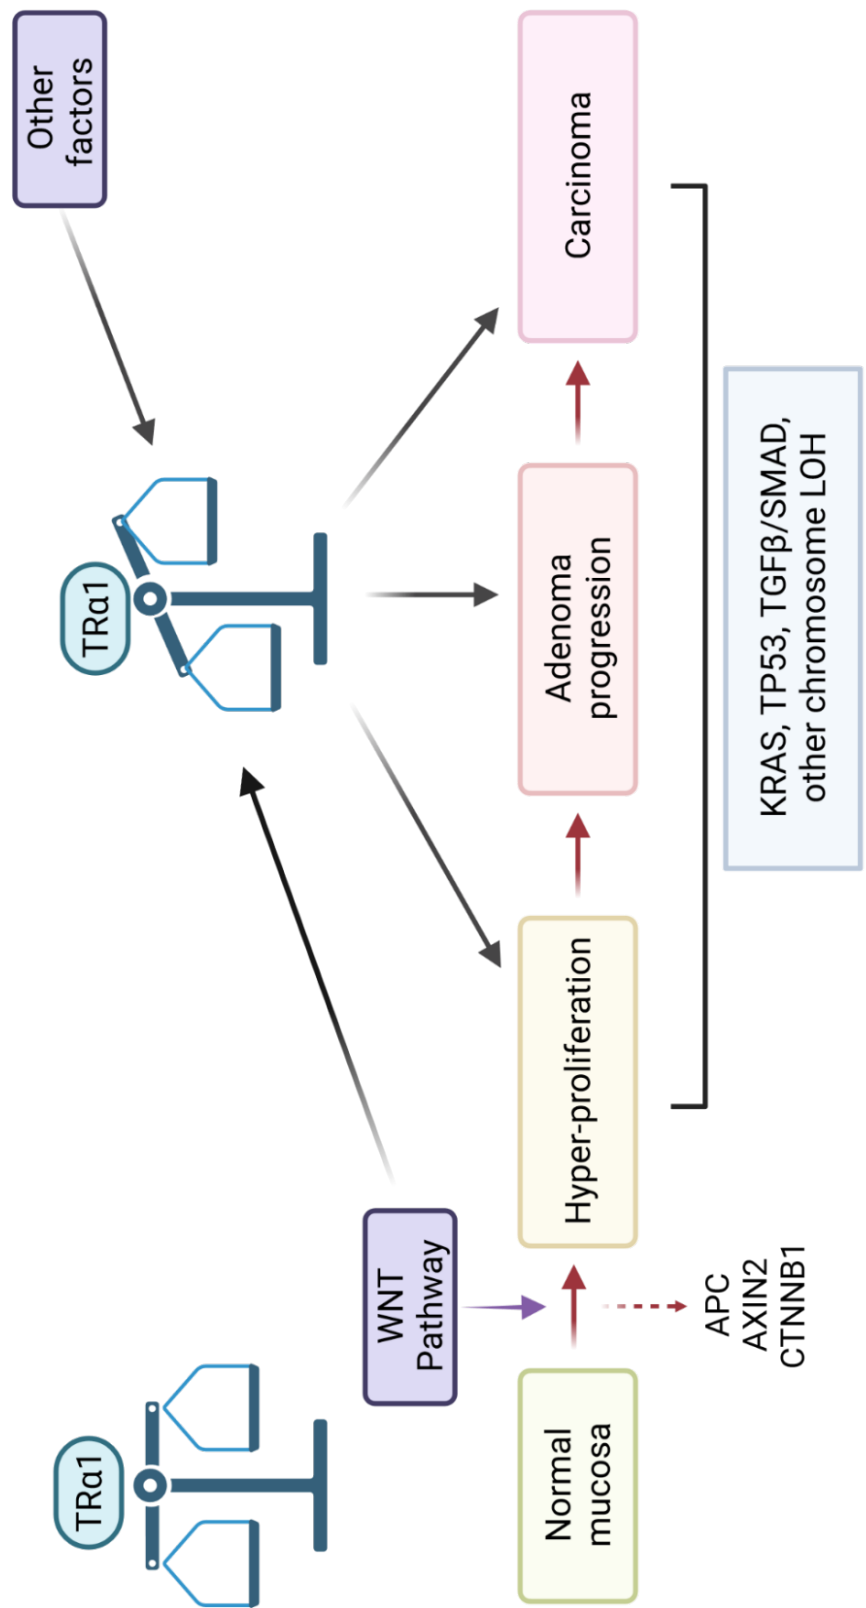 TRα1
TRα1
Other
factors
WNT
Pathway
Normal
mucosa
Hyper-proliferation
Adenoma
progression
Carcinoma
APC
AXIN2
CTNNB1
KRAS, TP53, TGFβ/SMAD,
other chromosome LOH